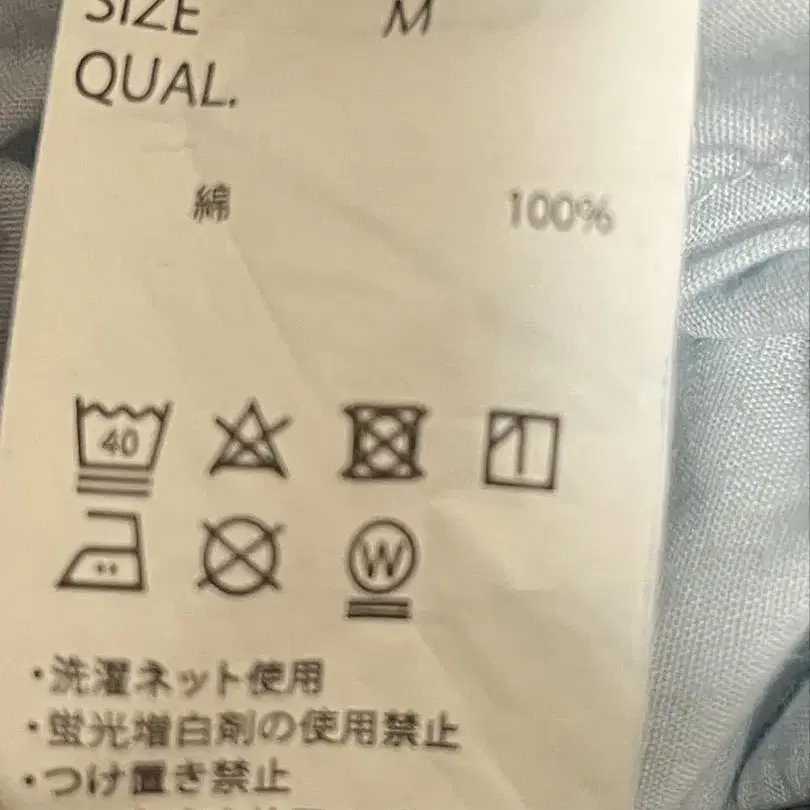 SIZE M
QUAL.
綿 100%
40
W
・洗濯ネット使用
・蛍光増白剤の使用禁止
・つけ置き禁止